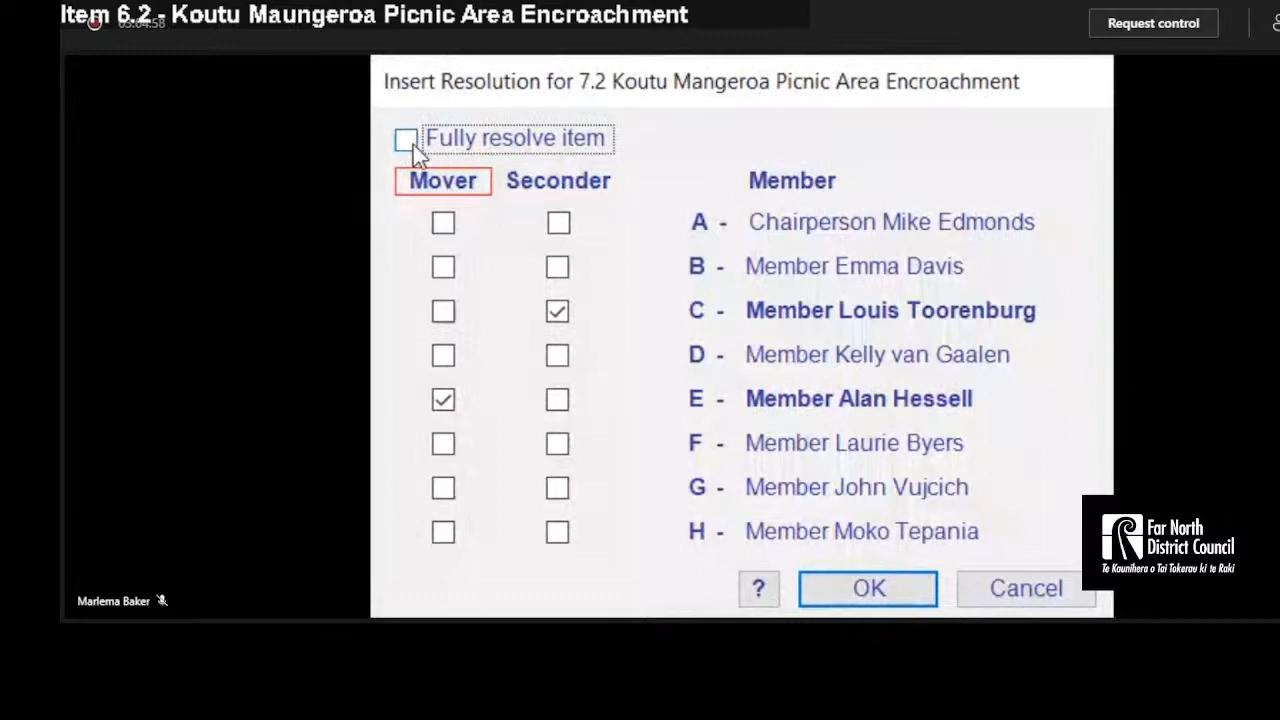 Item 6.2 - Koutu Maungeroa Picnic Area Encroachment
03:04:58
Request control
Insert Resolution for 7.2 Koutu Mangeroa Picnic Area Encroachment
Fully resolve item
Mover Seconder Member
A - Chairperson Mike Edmonds
B - Member Emma Davis
C - Member Louis Toorenburg
D - Member Kelly van Gaalen
E - Member Alan Hessell
F - Member Laurie Byers
G - Member John Vujcich
H - Member Moko Tepania
? OK Cancel
Far North
District Council
Te Kaunihera o Tai Tokerau ki te Raki
Marlema Baker